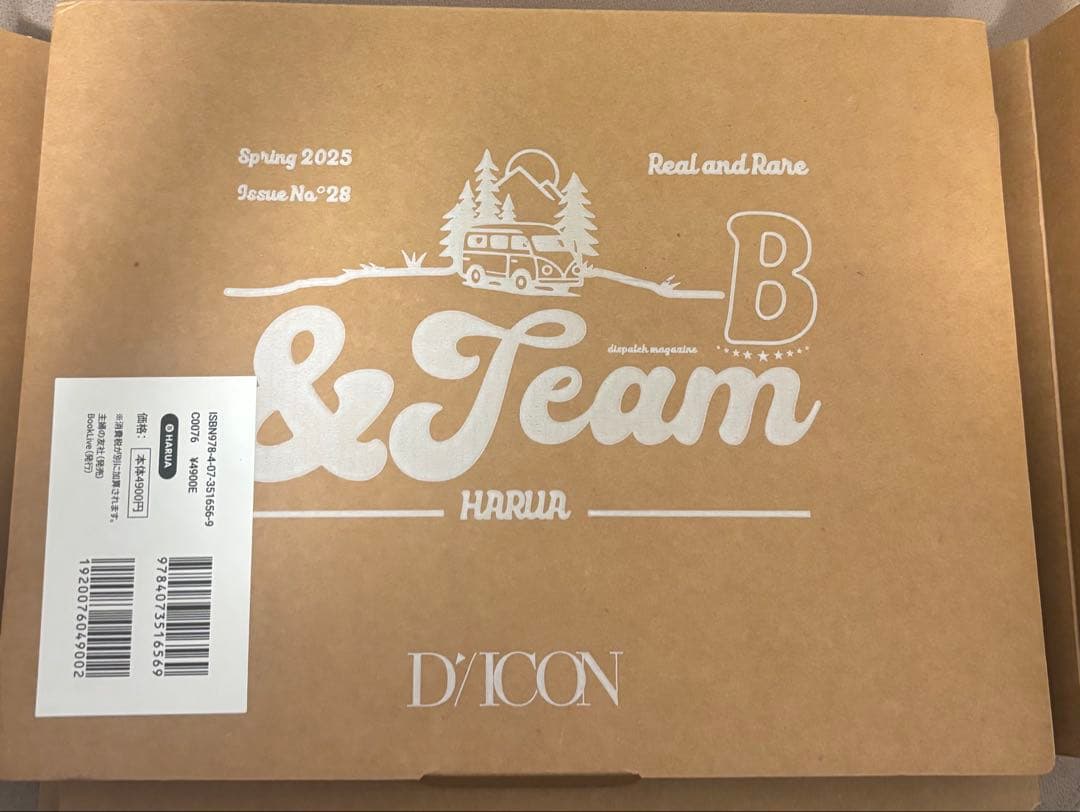 Spring 2025
Issue No°28
Real and Rare
B
dispatch magazine
&Team
HARUA
D'/ICON
ISBN978-4-07-351656-9
C0076 ¥4900E
B HARUA
価格： 本体4900円
※消費税が別に加算されます。
主婦の友社(発売)
BookLive(発行)
9784073516569
1920076049002